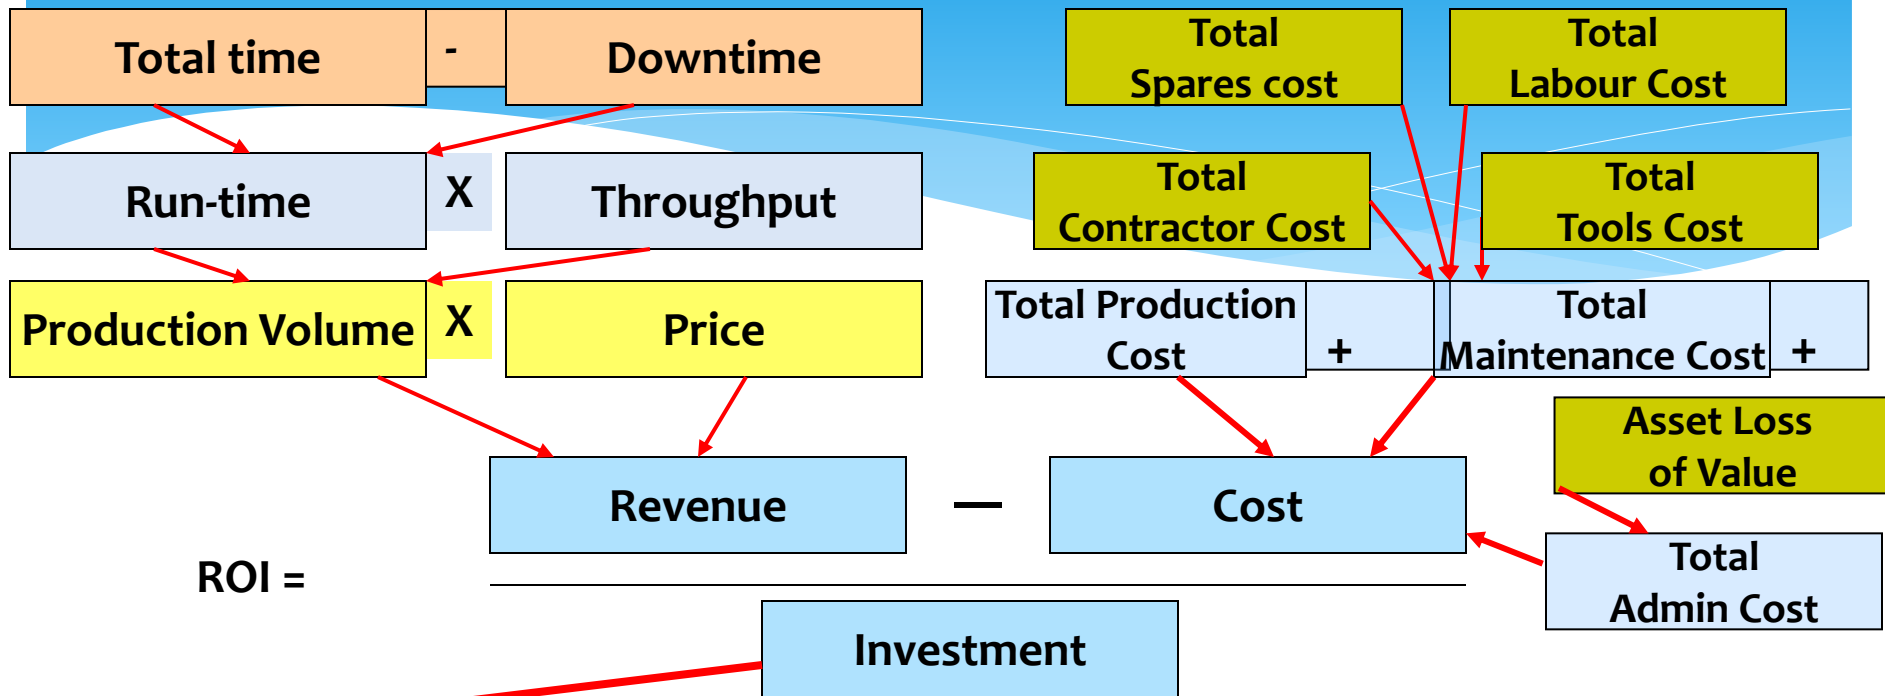 Total time
-
Downtime
Total
Spares cost
Total
Labour Cost
Run-time
X
Throughput
Total
Contractor Cost
Total
Tools Cost
Production Volume
X
Price
Total Production
Cost
+
Total
Maintenance Cost
+
Asset Loss
of Value
Revenue
—
Cost
Total
Admin Cost
ROI =
Investment